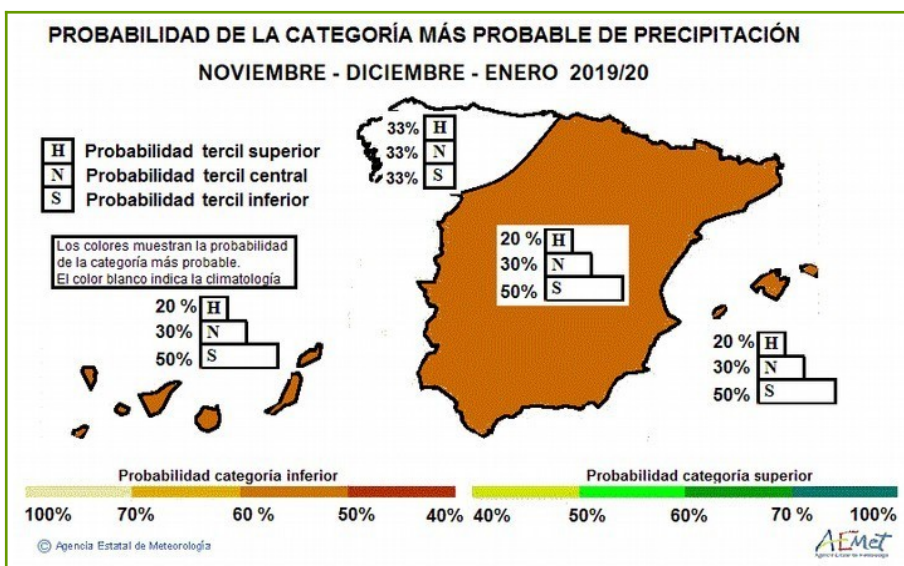 PROBABILIDAD DE LA CATEGORÍA MÁS PROBABLE DE PRECIPITACIÓN
NOVIEMBRE - DICIEMBRE - ENERO 2019/20
H Probabilidad tercil superior
N Probabilidad tercil central
S Probabilidad tercil inferior
33% H
33% N
33% S
Los colores muestran la probabilidad
de la categoría más probable.
El color blanco indica la climatología
20 % H
30% N
50% S
20 % H
30% N
50% S
20 % H
30% N
50% S
Probabilidad categoría inferior
100% 70% 60 % 50% 40%
Probabilidad categoría superior
40% 50% 60% 70 % 100%
© Agencia Estatal de Meteorología
AEMet